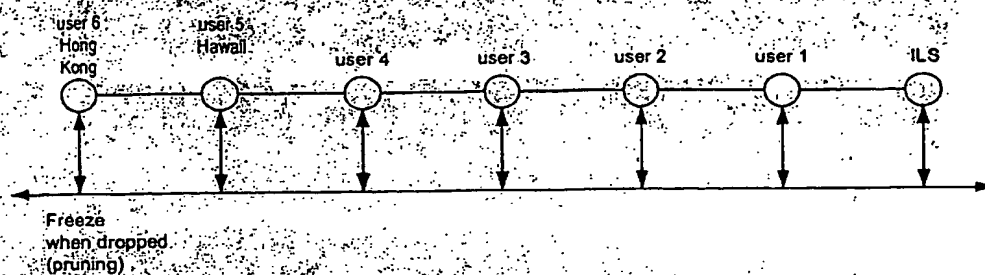 user 6
Hong
Kong
user 5
Hawaii
user 4
user 3
user 2
user 1
ILS
Freeze
when dropped
(pruning)